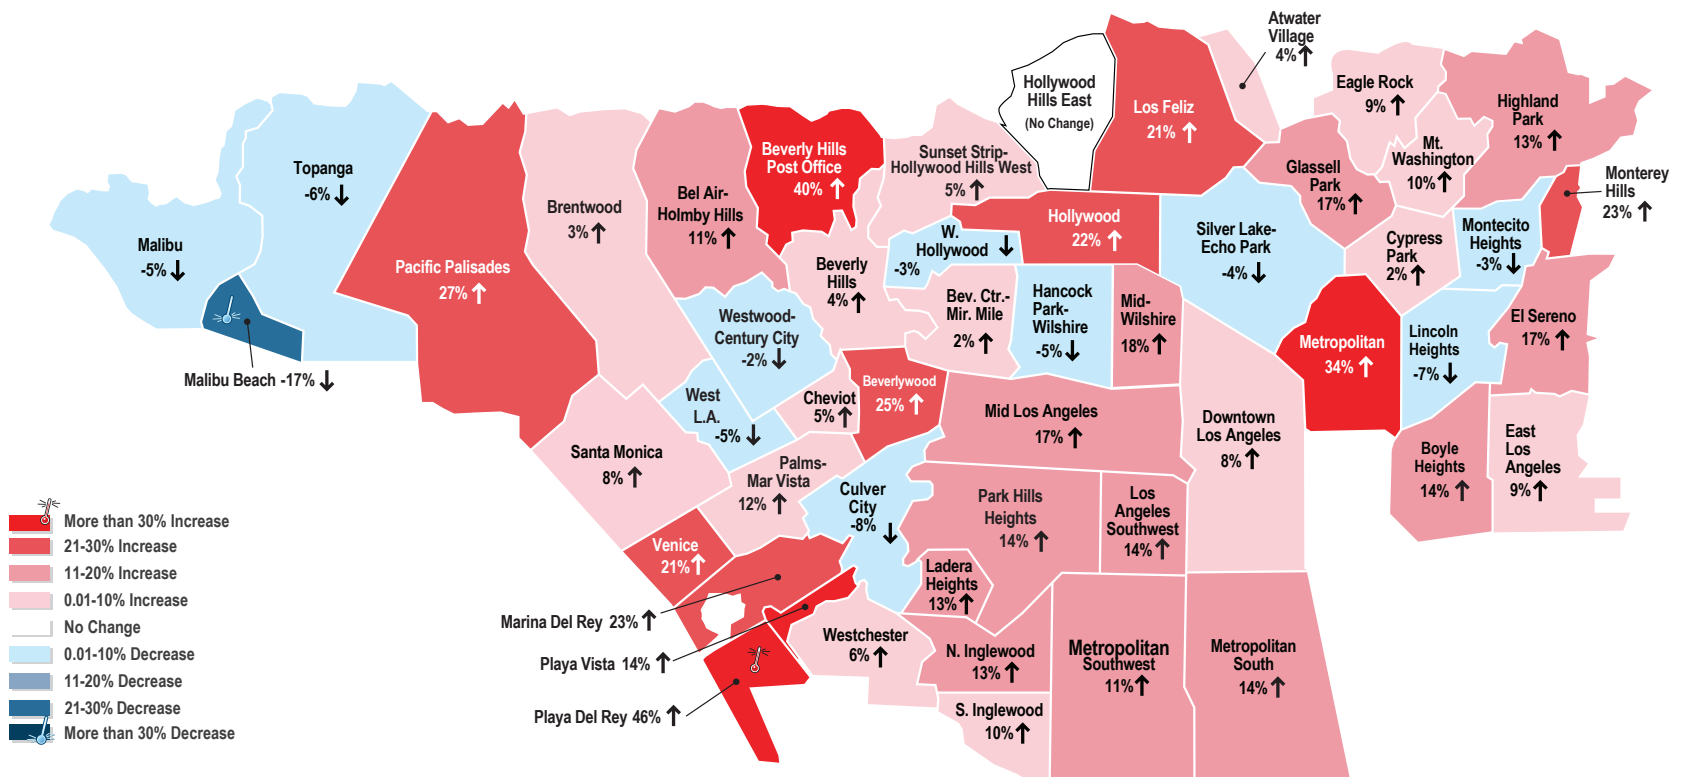 Atwater
Village
4%
Hollywood
Hills East
(No Change)
Los Feliz
21%
Eagle Rock
9%
Highland
Park
13%
Mt.
Washington
10%
Glassell
Park
17%
Monterey
Hills
23%
Topanga
-6%
Beverly Hills
Post Office
40%
Sunset Strip-
Hollywood Hills West
5%
Bel Air-
Holmby Hills
11%
Brentwood
3%
Malibu
-5%
Pacific Palisades
27%
Hollywood
22%
W.
Hollywood
-3%
Silver Lake-
Echo Park
-4%
Cypress
Park
2%
Montecito
Heights
-3%
Beverly
Hills
4%
Bev. Ctr.-
Mir. Mile
2%
Hancock
Park-
Wilshire
-5%
Mid-
Wilshire
18%
Westwood-
Century City
-2%
Metropolitan
34%
Lincoln
Heights
-7%
El Sereno
17%
Malibu Beach -17%
West
L.A.
-5%
Cheviot
5%
Beverlywood
25%
Mid Los Angeles
17%
Downtown
Los Angeles
8%
Santa Monica
8%
Palms-
Mar Vista
12%
Culver
City
-8%
Boyle
Heights
14%
East
Los
Angeles
9%
Park Hills
Heights
14%
Los
Angeles
Southwest
14%
Venice
21%
Ladera
Heights
13%
Marina Del Rey 23%
Playa Vista 14%
Playa Del Rey 46%
Westchester
6%
N. Inglewood
13%
S. Inglewood
10%
Metropolitan
Southwest
11%
Metropolitan
South
14%
More than 30% Increase
21-30% Increase
11-20% Increase
0.01-10% Increase
No Change
0.01-10% Decrease
11-20% Decrease
21-30% Decrease
More than 30% Decrease